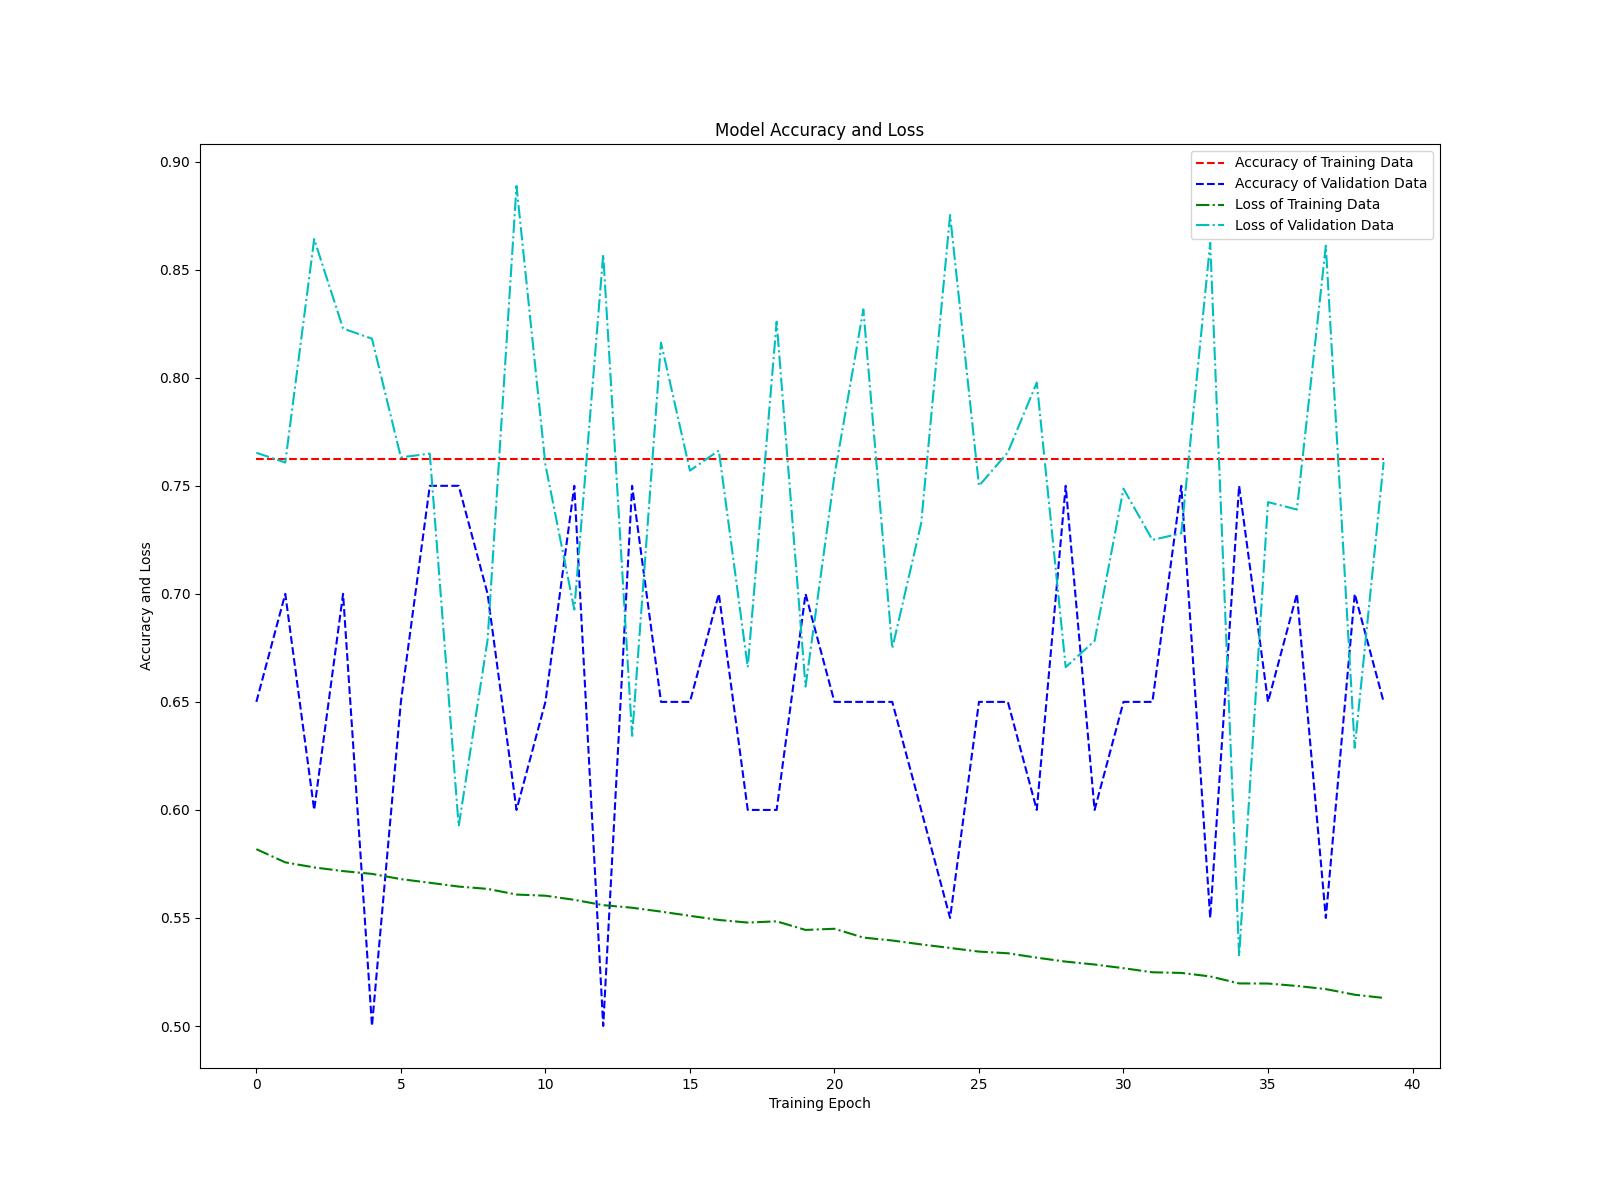 Model Accuracy and Loss
Accuracy of Training Data
Accuracy of Validation Data
Loss of Training Data
Loss of Validation Data
Accuracy and Loss
0.90
0.85
0.80
0.75
0.70
0.65
0.60
0.55
0.50
0 5 10 15 20 25 30 35 40
Training Epoch